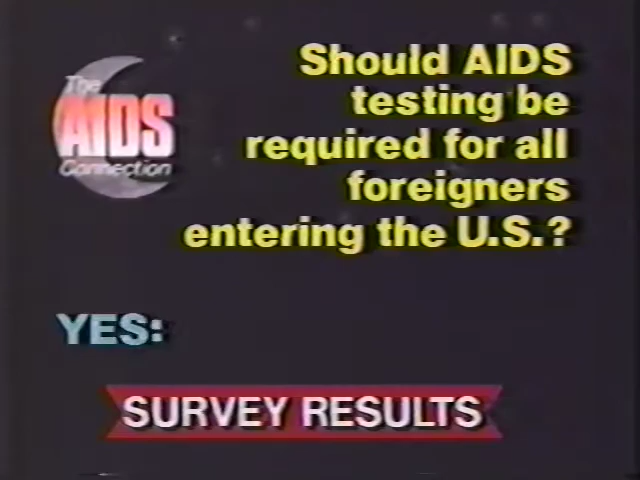 The
AIDS
Connection
Should AIDS
testing be
required for all
foreigners
entering the U.S.?
YES:
SURVEY RESULTS